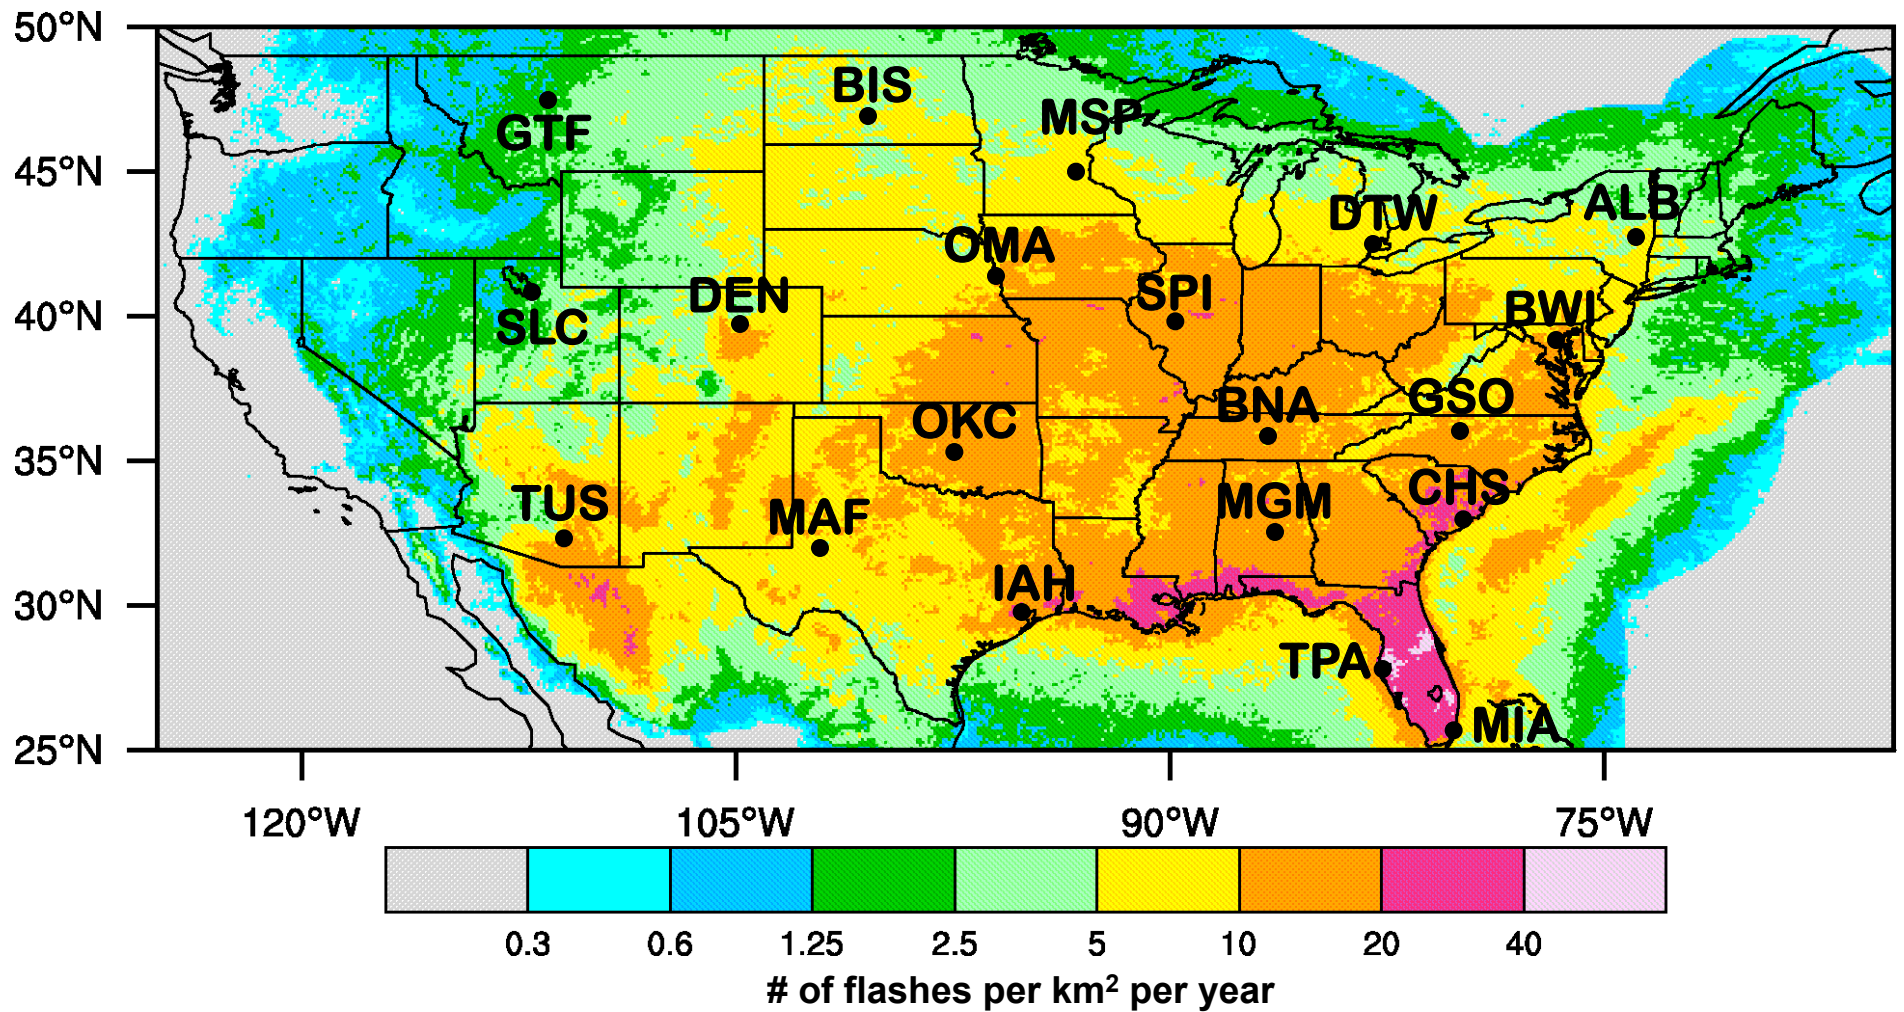 50°N
BIS
MSP
GTF
45°N
ALB
DTW
OMA
DEN
SPI
BWI
40°N
SLC
BNA
GSO
OKC
35°N
TUS
MAF
MGM
CHS
IAH
30°N
TPA
MIA
25°N
120°W 105°W 90°W 75°W
0.3 0.6 1.25 2.5 5 10 20 40
# of flashes per km² per year